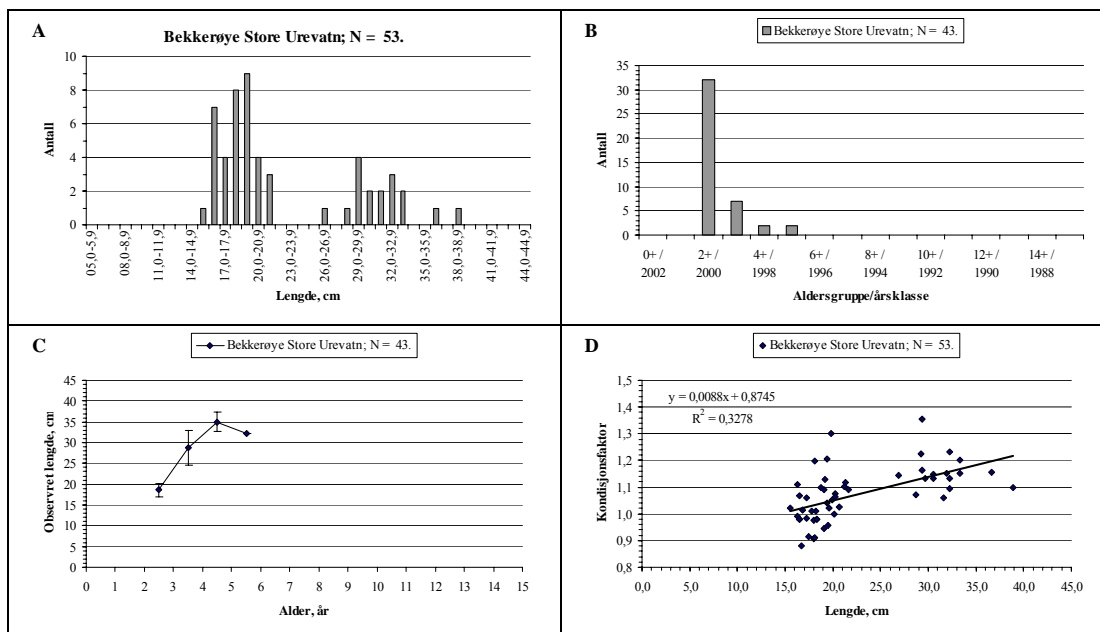 A
Bekkerøye Store Urevatn; N = 53.
Antall
10
8
6
4
2
0
05,0-5,9 08,0-8,9 11,0-11,9 14,0-14,9 17,0-17,9 20,0-20,9 23,0-23,9 26,0-26,9 29,0-29,9 32,0-32,9 35,0-35,9 38,0-38,9 41,0-41,9 44,0-44,9
Lengde, cm
B
Bekkerøye Store Urevatn; N = 43.
Antall
35
30
25
20
15
10
5
0
0+ / 2+ / 4+ / 6+ / 8+ / 10+ / 12+ / 14+ /
2002 2000 1998 1996 1994 1992 1990 1988
Aldersgruppe/årsklasse
C
Bekkerøye Store Urevatn; N = 43.
Observret lengde, cm
45
40
35
30
25
20
15
10
5
0
0 1 2 3 4 5 6 7 8 9 10 11 12 13 14 15
Alder, år
D
Bekkerøye Store Urevatn; N = 53.
Kondisjonsfaktor
1,5
1,4
1,3
1,2
1,1
1,0
0,9
0,8
y = 0,0088x + 0,8745
R² = 0,3278
0,0 5,0 10,0 15,0 20,0 25,0 30,0 35,0 40,0 45,0
Lengde, cm